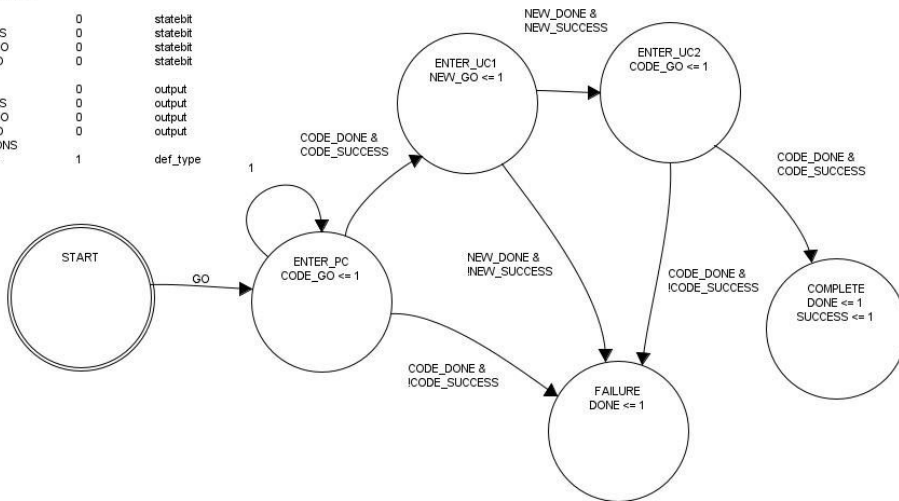 0 statebit
S 0 statebit
O 0 statebit
0 statebit
0 output
S 0 output
O 0 output
0 output
ONS
1 def_type
1
START
GO
ENTER_PC
CODE_GO <= 1
CODE_DONE &
CODE_SUCCESS
ENTER_UC1
NEW_GO <= 1
NEW_DONE &
NEW_SUCCESS
ENTER_UC2
CODE_GO <= 1
CODE_DONE &
CODE_SUCCESS
NEW_DONE &
!NEW_SUCCESS
CODE_DONE &
!CODE_SUCCESS
COMPLETE
DONE <= 1
SUCCESS <= 1
CODE_DONE &
!CODE_SUCCESS
FAILURE
DONE <= 1